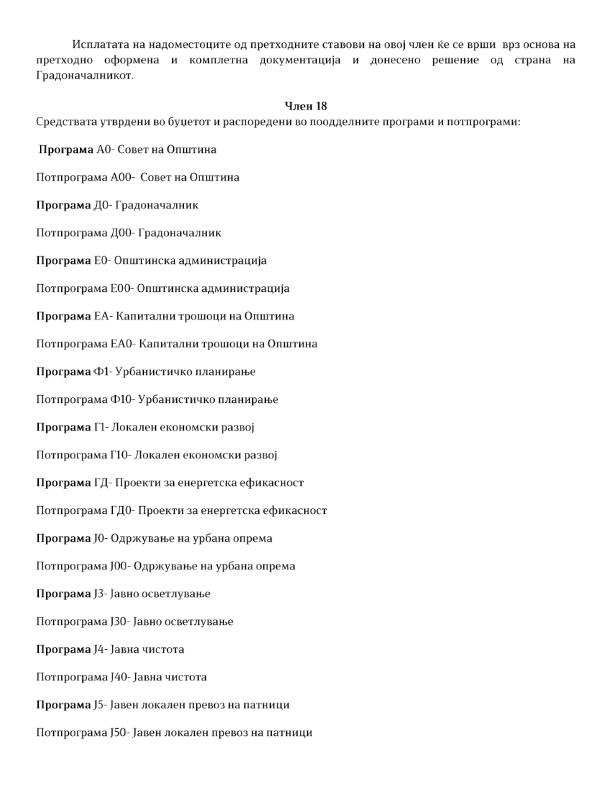 Исплатата на надоместоците од претходните ставови на овој член ќе се врши врз основа на
претходно оформена и комплетна документација и донесено решение од страна на
Градоначалникот.
Член 18
Средствата утврдени во буџетот и распоредени во поодделните програми и потпрограми:
Програма А0- Совет на Општина
Потпрограма А00- Совет на Општина
Програма Д0- Градоначалник
Потпрограма Д00- Градоначалник
Програма Е0- Општинска администрација
Потпрограма Е00- Општинска администрација
Програма ЕА- Капитални трошоци на Општина
Потпрограма ЕА0- Капитални трошоци на Општина
Програма Ф1- Урбанистичко планирање
Потпрограма Ф10- Урбанистичко планирање
Програма Г1- Локален економски развој
Потпрограма Г10- Локален економски развој
Програма ГД- Проекти за енергетска ефикасност
Потпрограма ГД0- Проекти за енергетска ефикасност
Програма Ј0- Одржување на урбана опрема
Потпрограма Ј00- Одржување на урбана опрема
Програма Ј3- Јавно осветлување
Потпрограма Ј30- Јавно осветлување
Програма Ј4- Јавна чистота
Потпрограма Ј40- Јавна чистота
Програма Ј5- Јавен локален превоз на патници
Потпрограма Ј50- Јавен локален превоз на патници